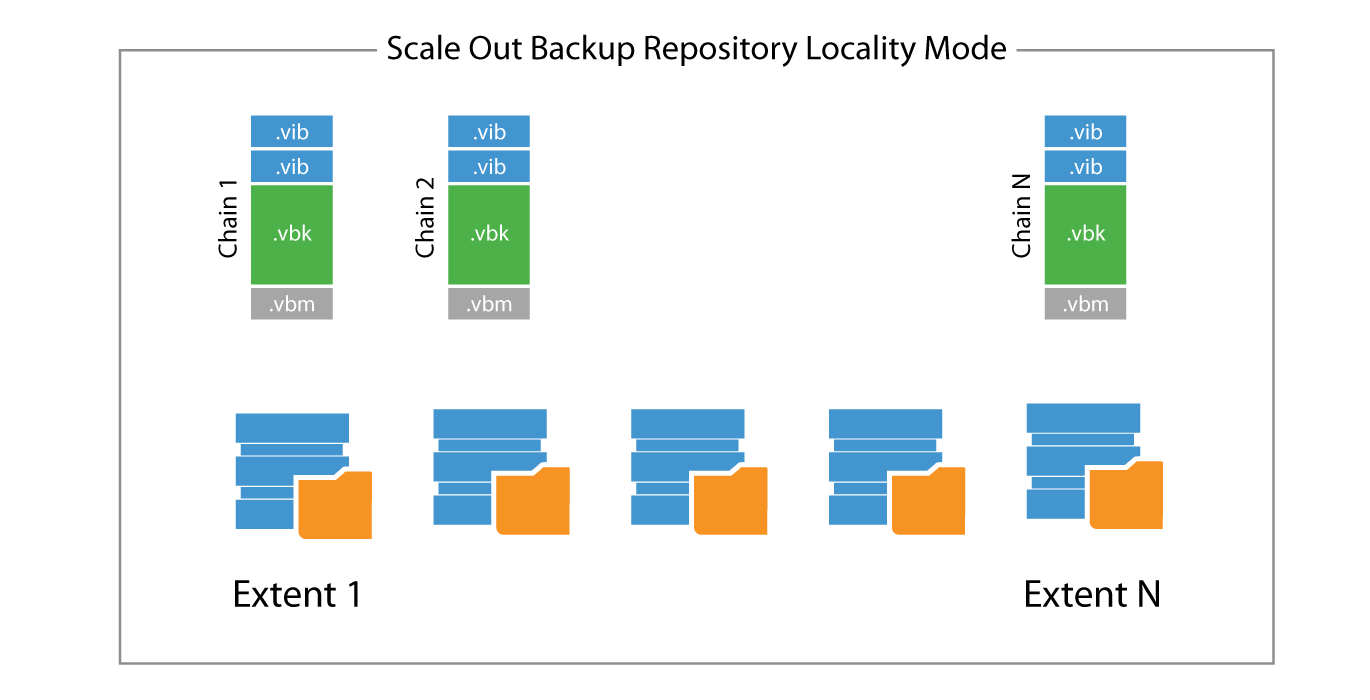 Scale Out Backup Repository Locality Mode
.vib
.vib
.vib
.vib
.vib
.vib
Chain 1
.vbk
Chain 2
.vbk
Chain N
.vbk
.vbm
.vbm
.vbm
Extent 1
Extent N